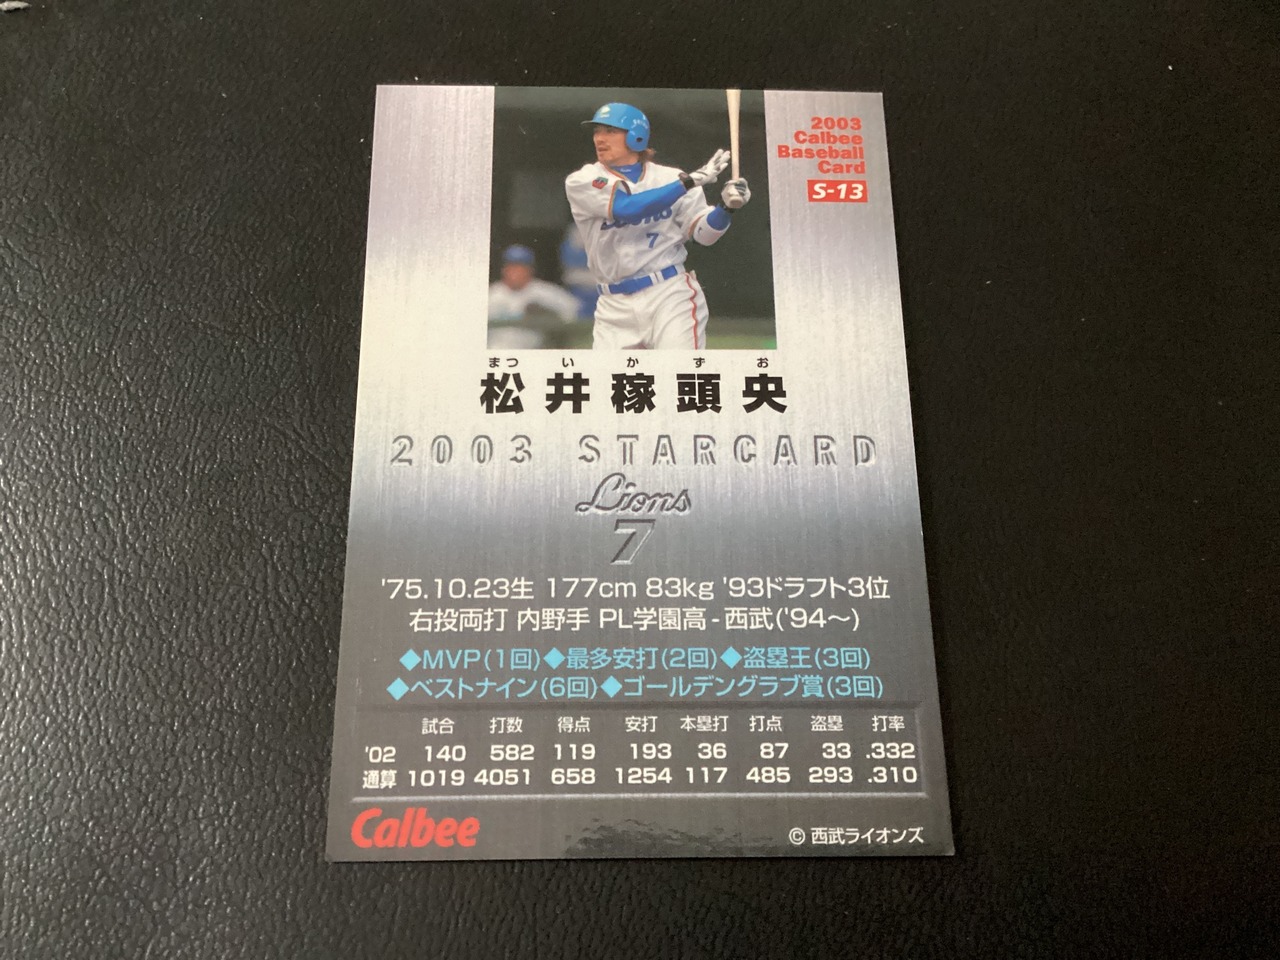 2003
Calbee
Baseball
Card
S-13
Lions
7
まつ い か ず お
松井稼頭央
2003 STARCARD
Lions
7
'75.10.23生 177cm 83kg '93ドラフト3位
右投両打 内野手 PL学園高-西武('94～)
◆MVP(1回)◆最多安打(2回)◆盗塁王(3回)
◆ベストナイン(6回)◆ゴールデングラブ賞(3回)
試合 打数 得点 安打 本塁打 打点 盗塁 打率
'02 140 582 119 193 36 87 33 .332
通算 1019 4051 658 1254 117 485 293 .310
Calbee
© 西武ライオンズ